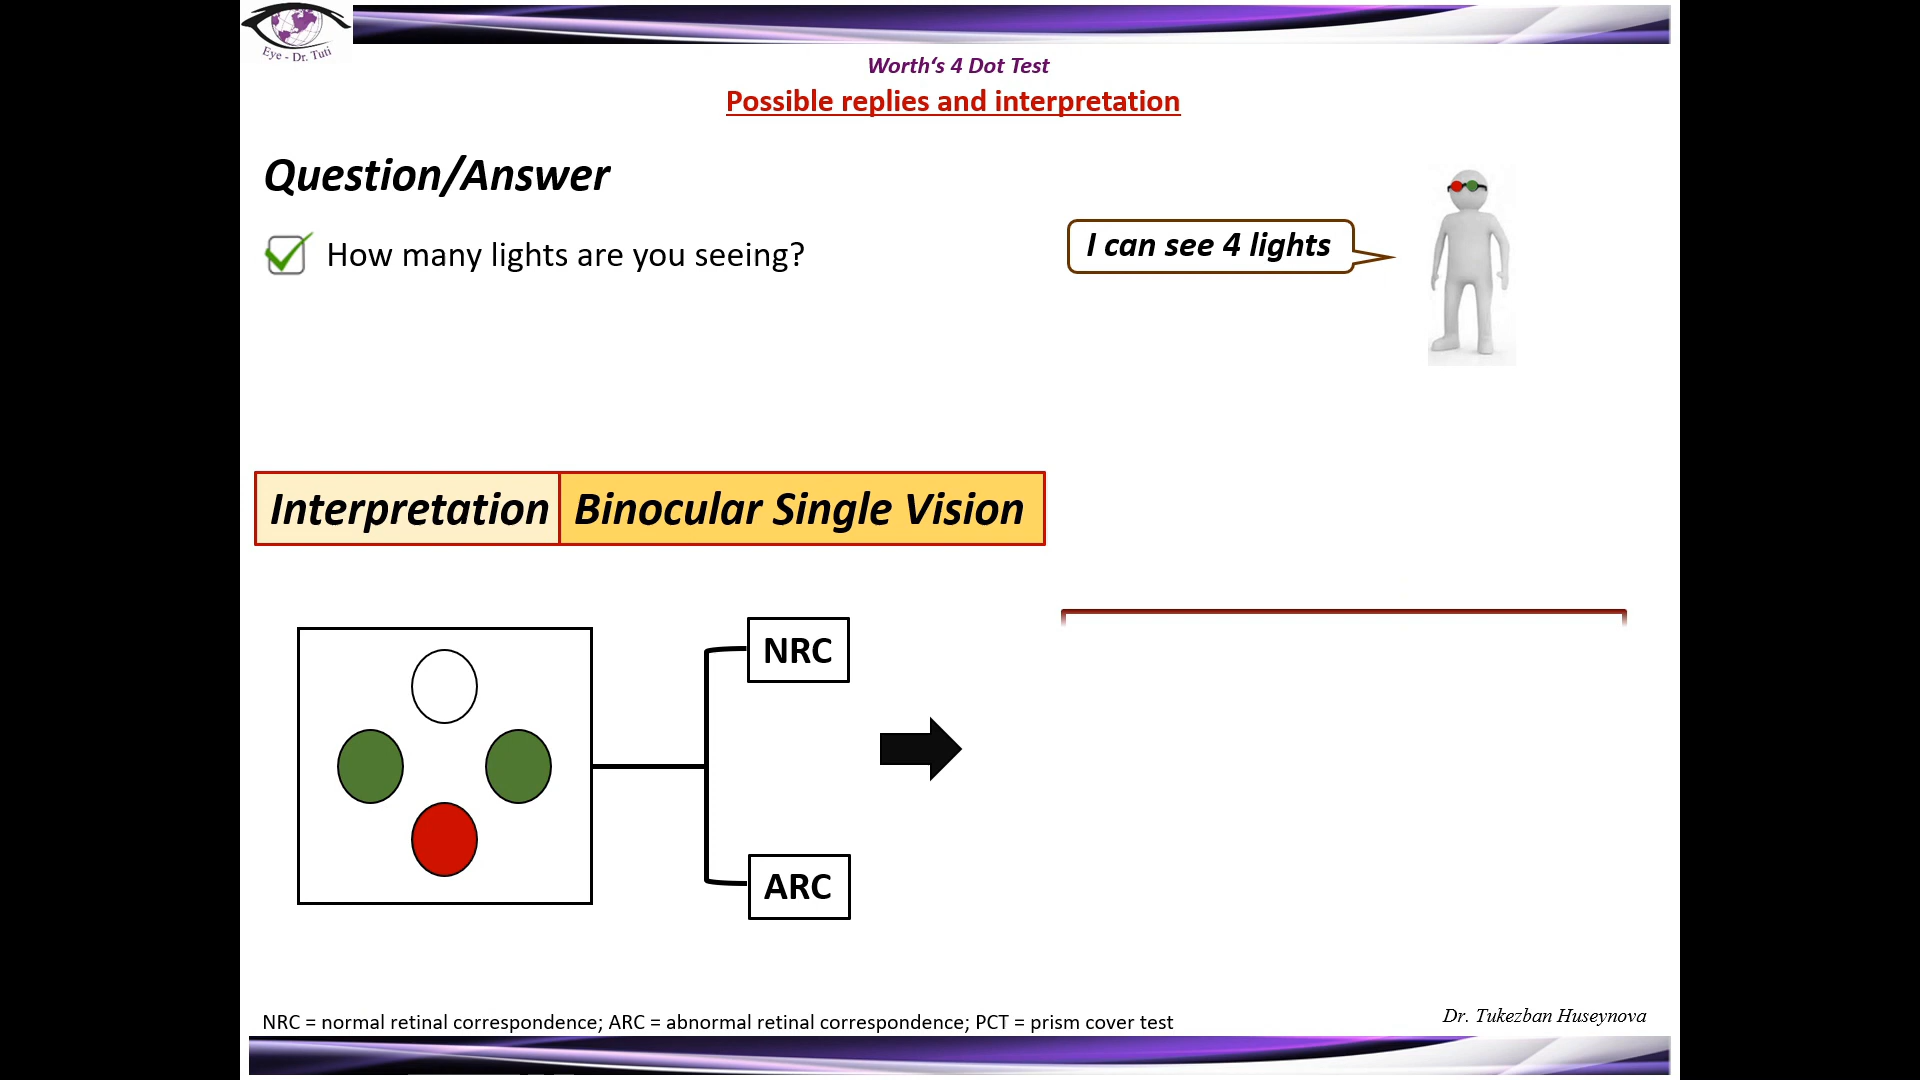 Eye - Dr. Tuti
Worth‘s 4 Dot Test
Possible replies and interpretation
Question/Answer
How many lights are you seeing?
I can see 4 lights
Interpretation Binocular Single Vision
NRC
ARC
NRC = normal retinal correspondence; ARC = abnormal retinal correspondence; PCT = prism cover test
Dr. Tukezban Huseynova